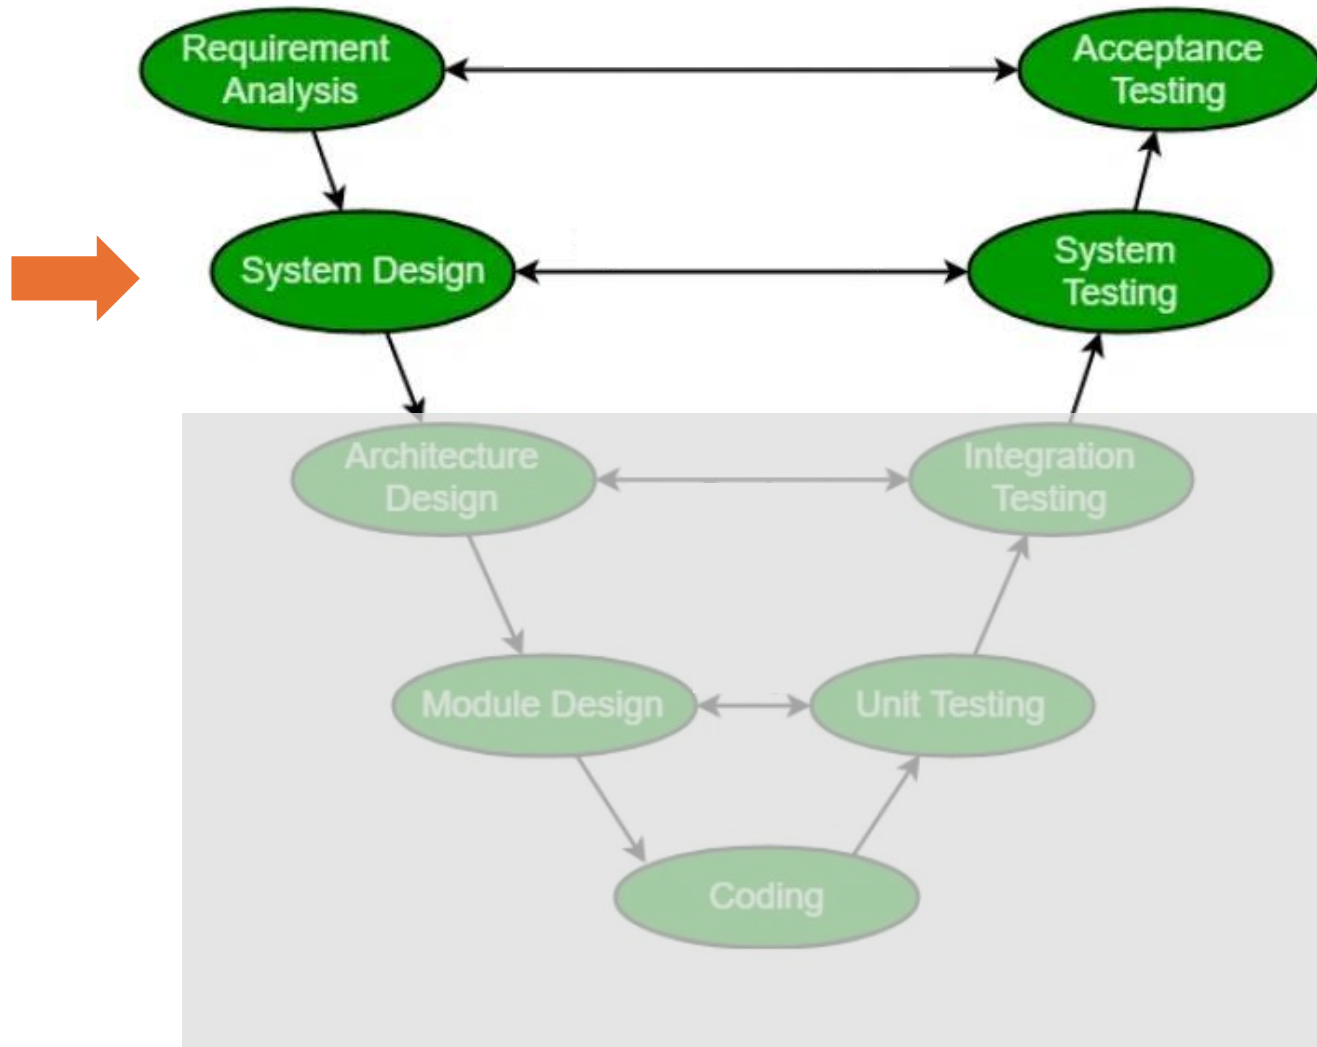 Requirement
Analysis
Acceptance
Testing
System Design
System
Testing
Architecture
Design
Integration
Testing
Module Design
Unit Testing
Coding